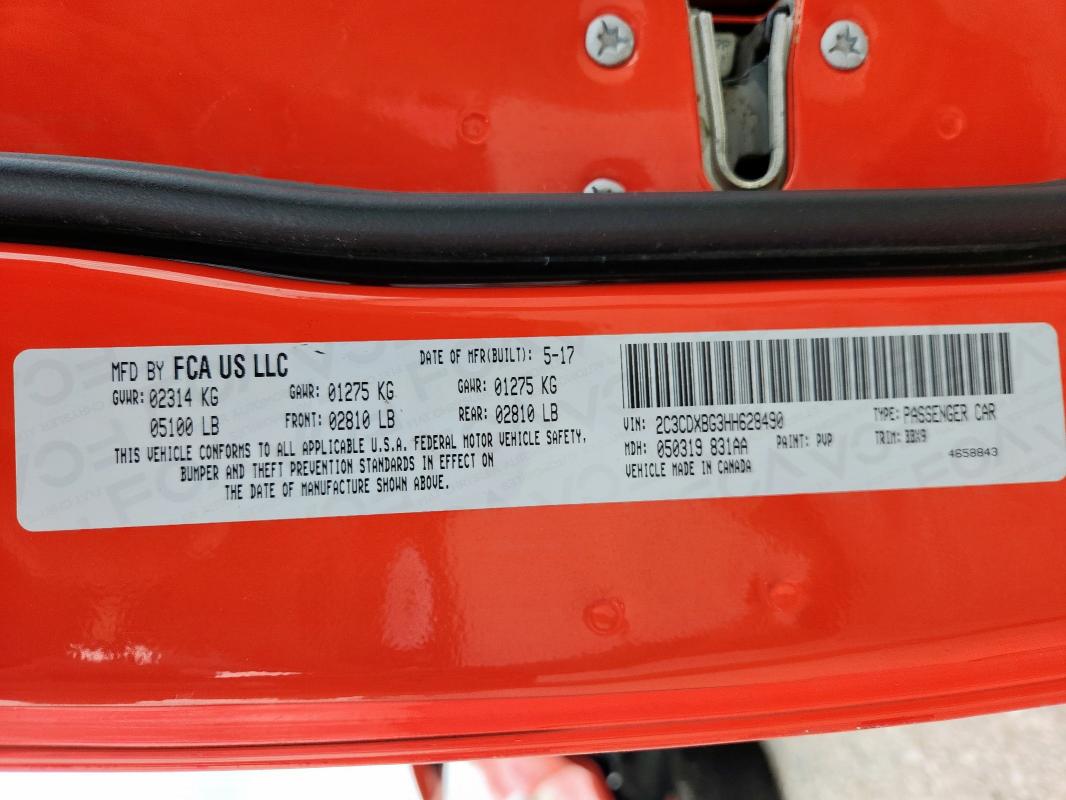 MFD BY FCA US LLC DATE OF MFR(BUILT): 5-17
GVWR: 02314 KG GAWR: 01275 KG GAWR: 01275 KG
05100 LB FRONT: 02810 LB REAR: 02810 LB
THIS VEHICLE CONFORMS TO ALL APPLICABLE U.S.A. FEDERAL MOTOR VEHICLE SAFETY,
BUMPER AND THEFT PREVENTION STANDARDS IN EFFECT ON
THE DATE OF MANUFACTURE SHOWN ABOVE.
VIN: 2C3CDXBG3HH628490 TYPE: PASSENGER CAR
MDH: 050319 831AA PAINT: PVP TRIM: BBX9
VEHICLE MADE IN CANADA 4658843